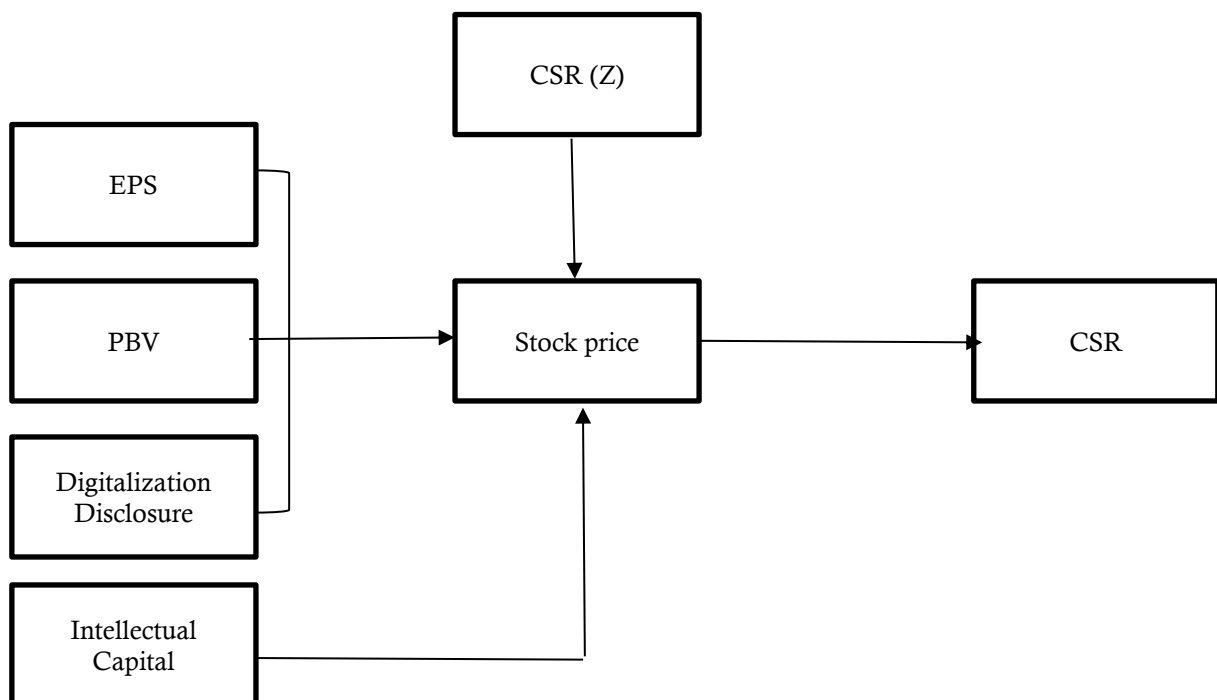 CSR (Z)
EPS
PBV
Stock price
CSR
Digitalization
Disclosure
Intellectual
Capital